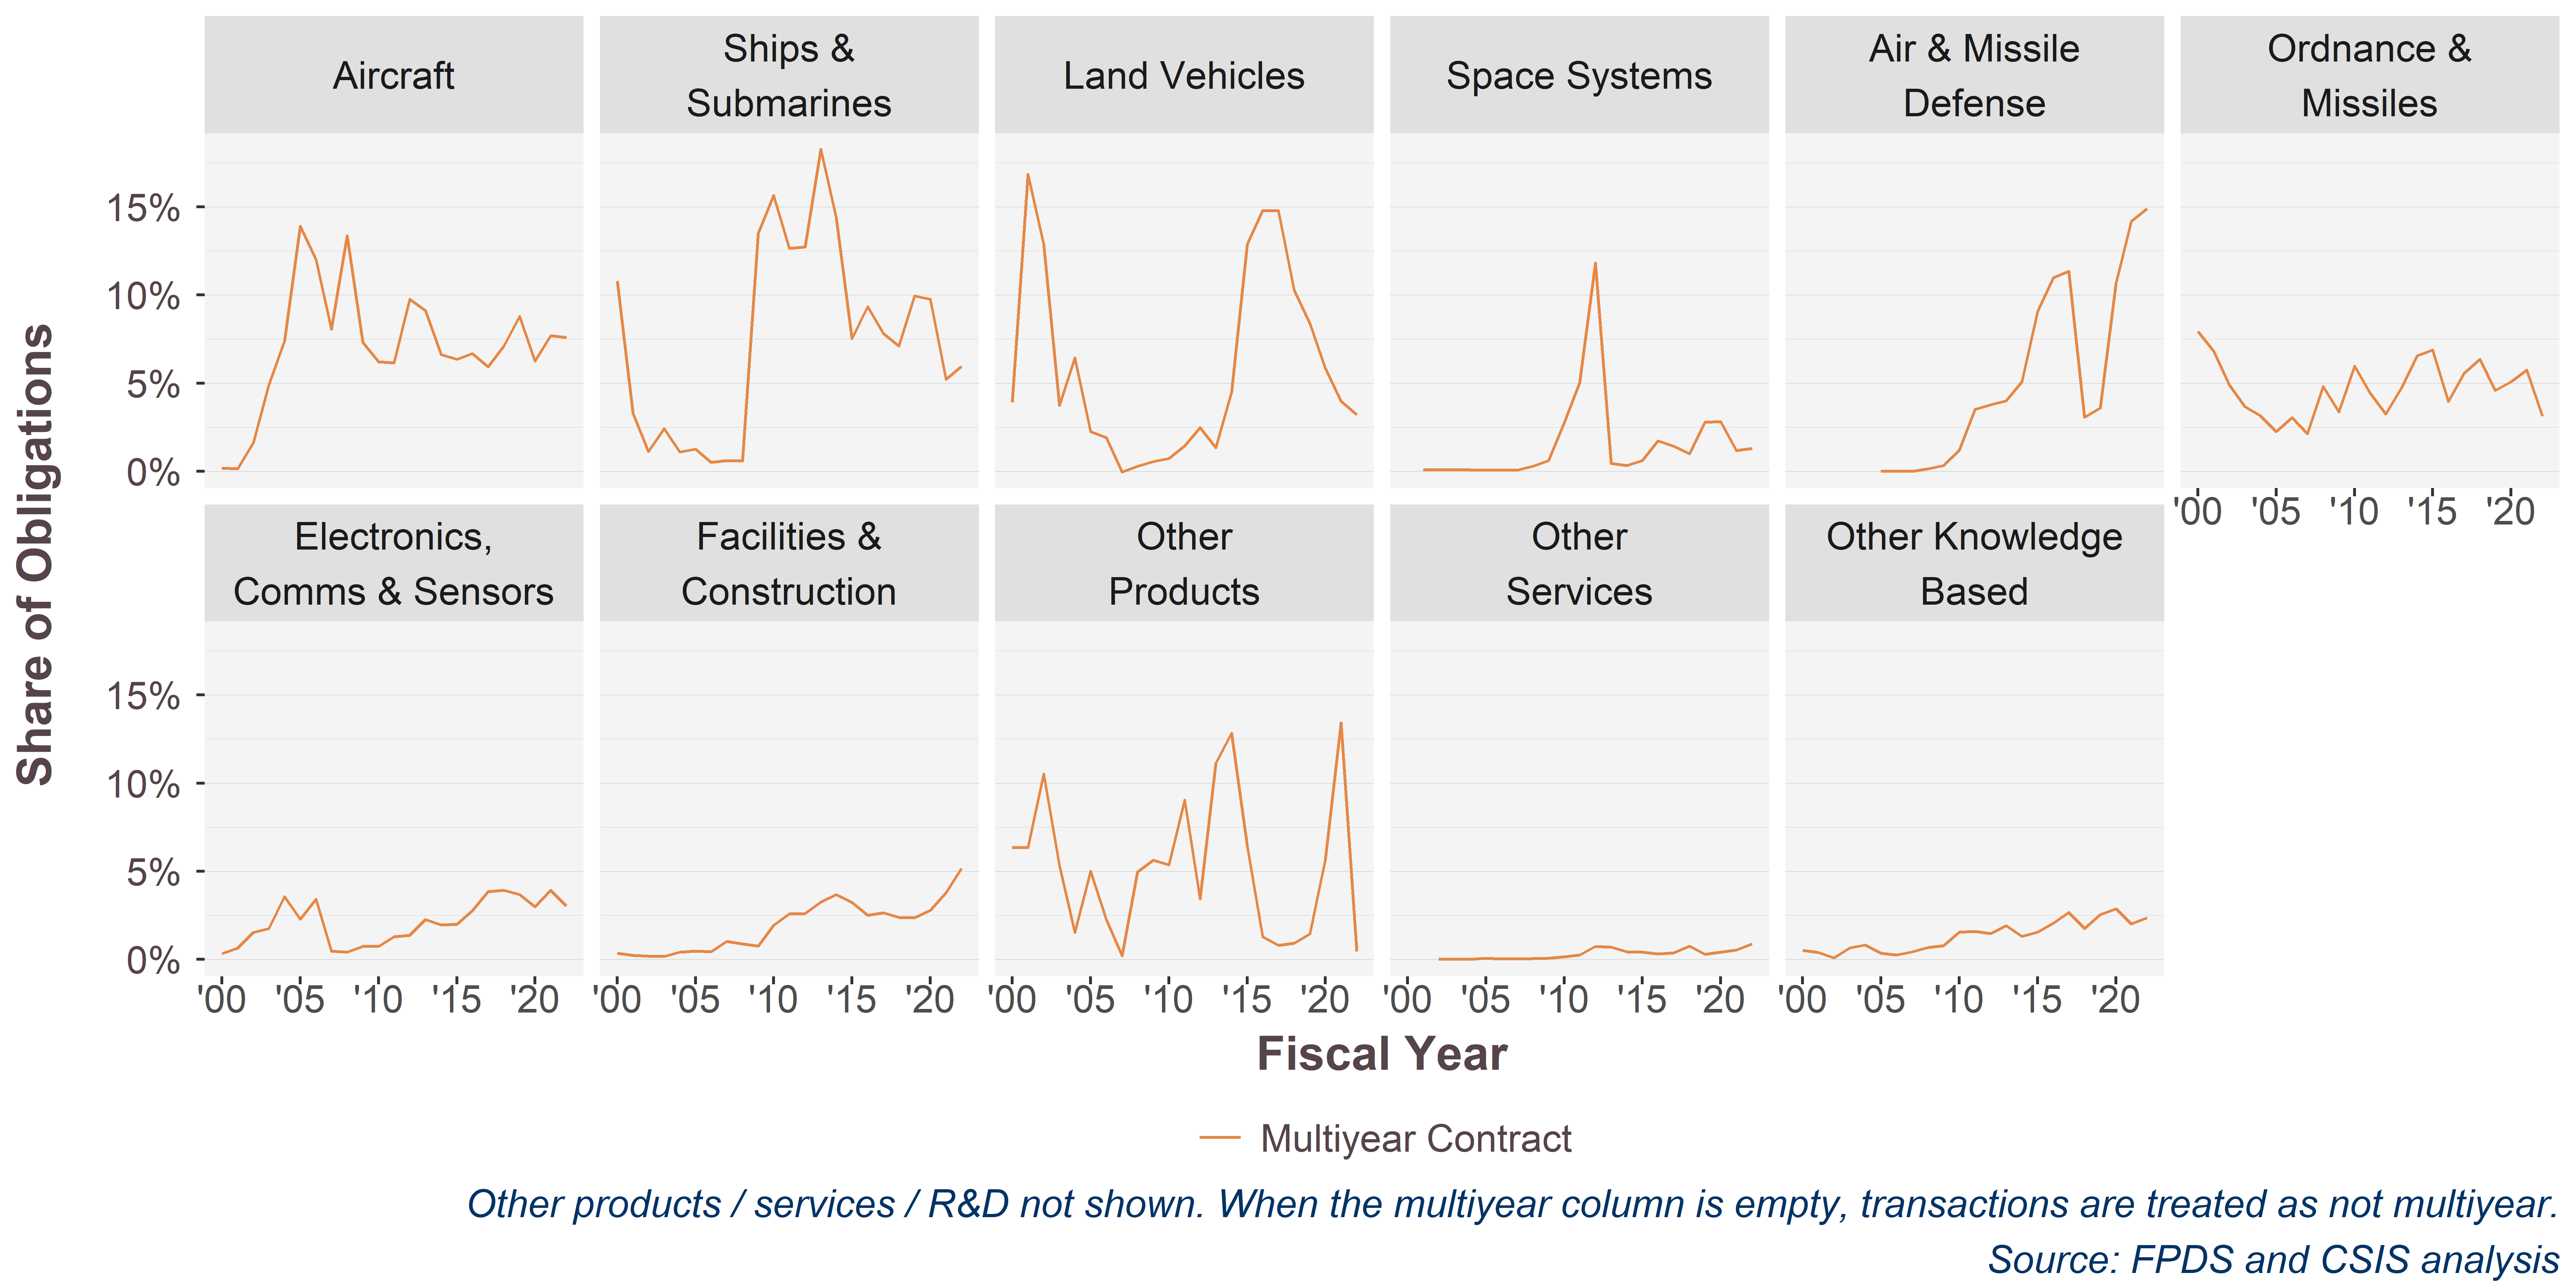 Aircraft
Ships &
Submarines
Land Vehicles
Space Systems
Air & Missile
Defense
Ordnance &
Missiles
15%
10%
5%
0%
'00 '05 '10 '15 '20
Electronics,
Comms & Sensors
Facilities &
Construction
Other
Products
Other
Services
Other Knowledge
Based
15%
10%
5%
0%
'00 '05 '10 '15 '20
'00 '05 '10 '15 '20
'00 '05 '10 '15 '20
'00 '05 '10 '15 '20
'00 '05 '10 '15 '20
Share of Obligations
Fiscal Year
Multiyear Contract
Other products / services / R&D not shown. When the multiyear column is empty, transactions are treated as not multiyear.
Source: FPDS and CSIS analysis